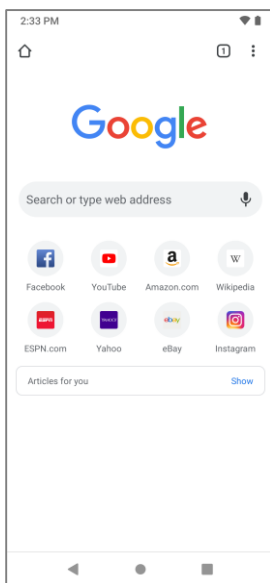 2:33 PM
1
Google
Search or type web address
Facebook YouTube Amazon.com Wikipedia
ESPN.com Yahoo eBay Instagram
Articles for you Show